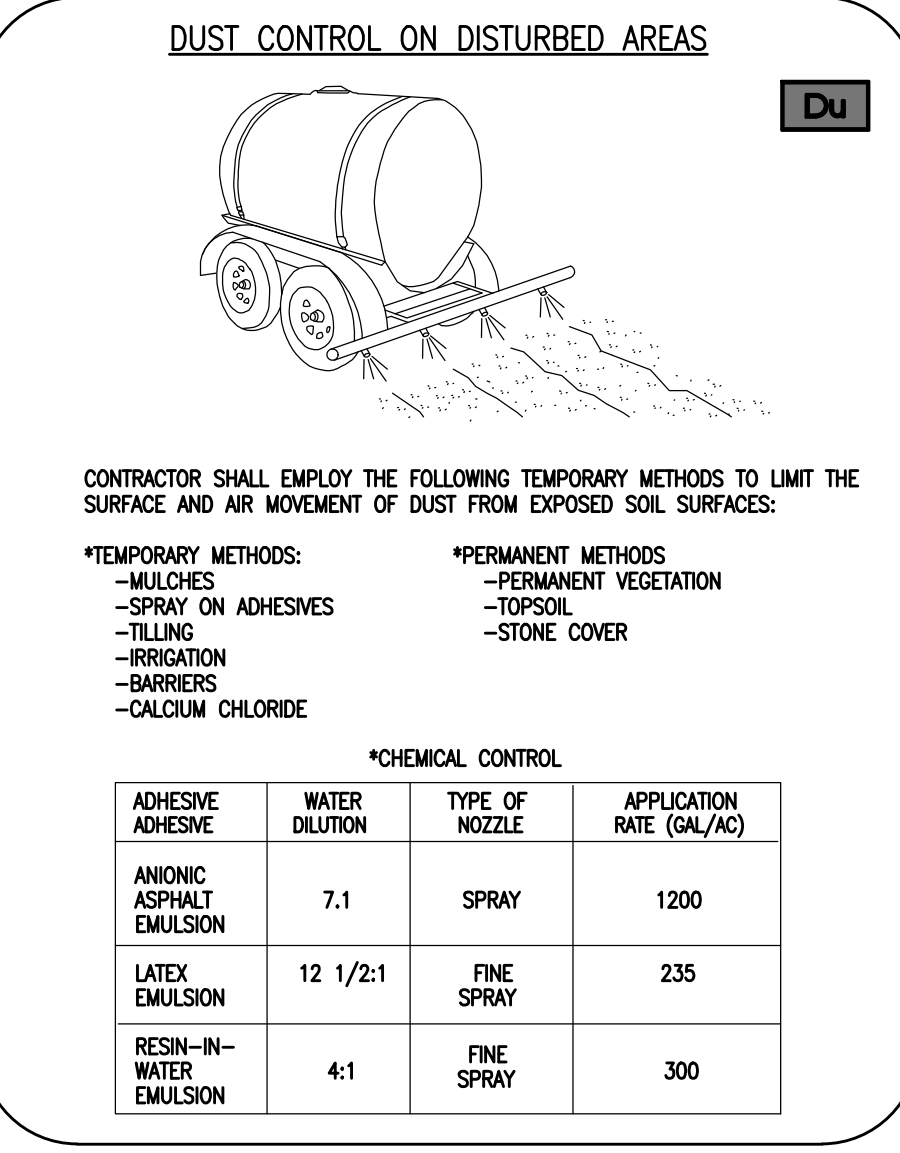 DUST CONTROL ON DISTURBED AREAS
Du
CONTRACTOR SHALL EMPLOY THE FOLLOWING TEMPORARY METHODS TO LIMIT THE
SURFACE AND AIR MOVEMENT OF DUST FROM EXPOSED SOIL SURFACES:
*TEMPORARY METHODS:
-MULCHES
-SPRAY ON ADHESIVES
-TILLING
-IRRIGATION
-BARRIERS
-CALCIUM CHLORIDE
*PERMANENT METHODS
-PERMANENT VEGETATION
-TOPSOIL
-STONE COVER
*CHEMICAL CONTROL
ADHESIVE
ADHESIVE
WATER
DILUTION
TYPE OF
NOZZLE
APPLICATION
RATE (GAL/AC)
ANIONIC
ASPHALT
EMULSION
7.1
SPRAY
1200
LATEX
EMULSION
12 1/2:1
FINE
SPRAY
235
RESIN-IN-
WATER
EMULSION
4:1
FINE
SPRAY
300